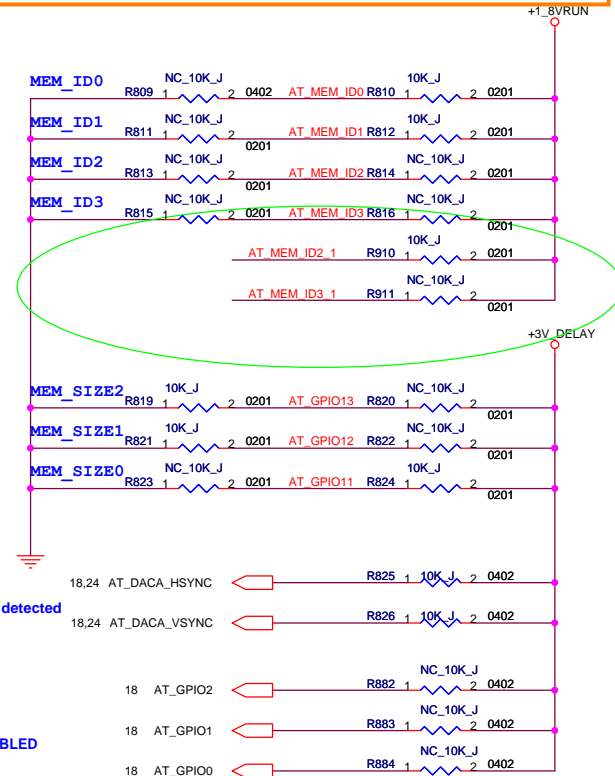 +1_8VRUN
MEM_ID0 R809 1 NC_10K_J 2 0402 AT_MEM_ID0 R810 1 10K_J 2 0201
MEM_ID1 R811 1 NC_10K_J 2 0201 AT_MEM_ID1 R812 1 10K_J 2 0201
MEM_ID2 R813 1 NC_10K_J 2 0201 AT_MEM_ID2 R814 1 NC_10K_J 2 0201
MEM_ID3 R815 1 NC_10K_J 2 0201 AT_MEM_ID3 R816 1 NC_10K_J 2 0201
AT_MEM_ID2_1 R910 1 10K_J 2 0201
AT_MEM_ID3_1 R911 1 NC_10K_J 2 0201
+3V_DELAY
MEM_SIZE2 R819 1 10K_J 2 0201 AT_GPIO13 R820 1 NC_10K_J 2 0201
MEM_SIZE1 R821 1 10K_J 2 0201 AT_GPIO12 R822 1 NC_10K_J 2 0201
MEM_SIZE0 R823 1 NC_10K_J 2 0201 AT_GPIO11 R824 1 10K_J 2 0201
18,24 AT_DACA_HSYNC R825 1 10K_J 2 0402
detected
18,24 AT_DACA_VSYNC R826 1 10K_J 2 0402
18 AT_GPIO2 R882 1 NC_10K_J 2 0402
18 AT_GPIO1 R883 1 NC_10K_J 2 0402
BLED
18 AT_GPIO0 R884 1 NC_10K_J 2 0402